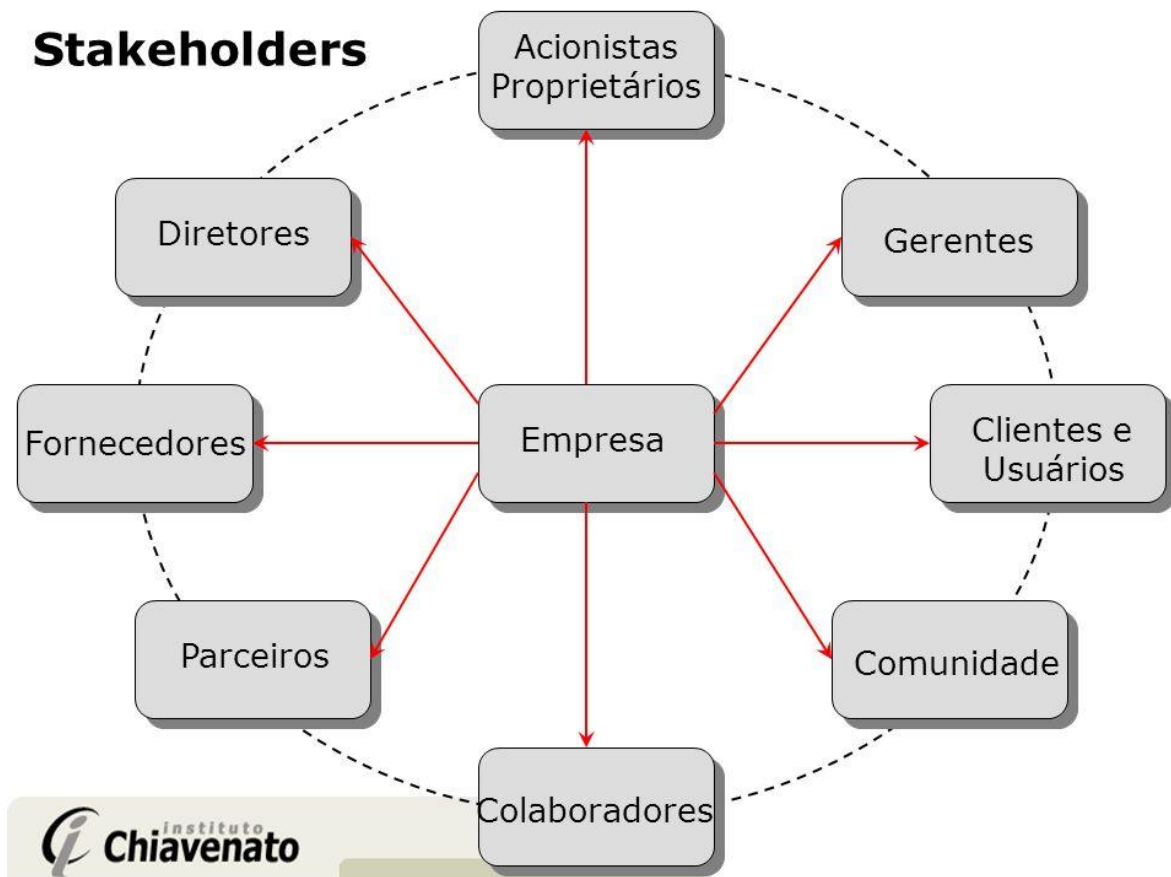 Stakeholders
Acionistas
Proprietários
Diretores
Gerentes
Fornecedores
Empresa
Clientes e
Usuários
Parceiros
Comunidade
Colaboradores
instituto
Chiavenato